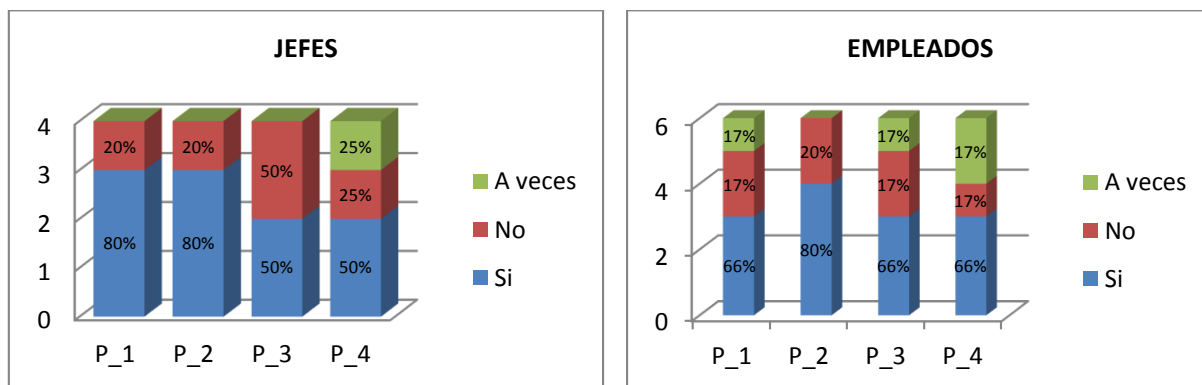 JEFES
4
3
2
1
0
20%
20%
50%
25%
25%
80%
80%
50%
50%
P_1 P_2 P_3 P_4
A veces
No
Si
EMPLEADOS
6
4
2
0
17%
17%
17%
17%
20%
17%
17%
66%
80%
66%
66%
P_1 P_2 P_3 P_4
A veces
No
Si